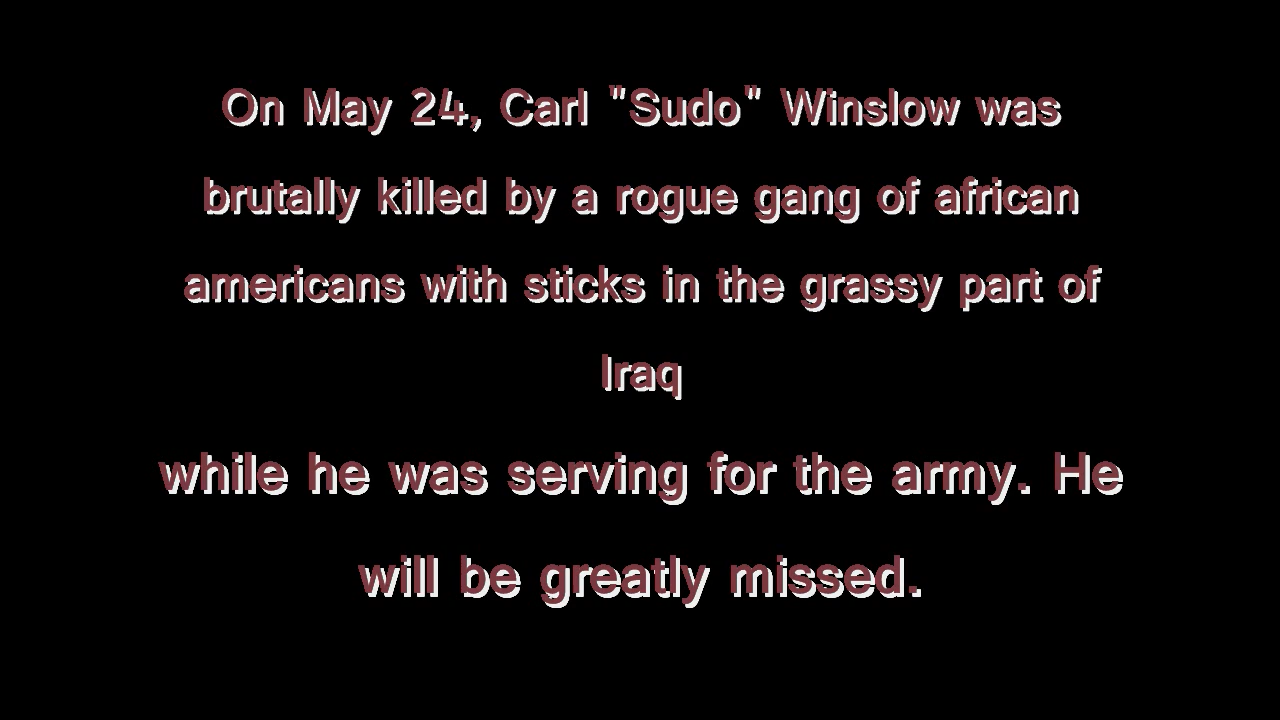 On May 24, Carl "Sudo" Winslow was
brutally killed by a rogue gang of african
americans with sticks in the grassy part of
Iraq
while he was serving for the army. He
will be greatly missed.